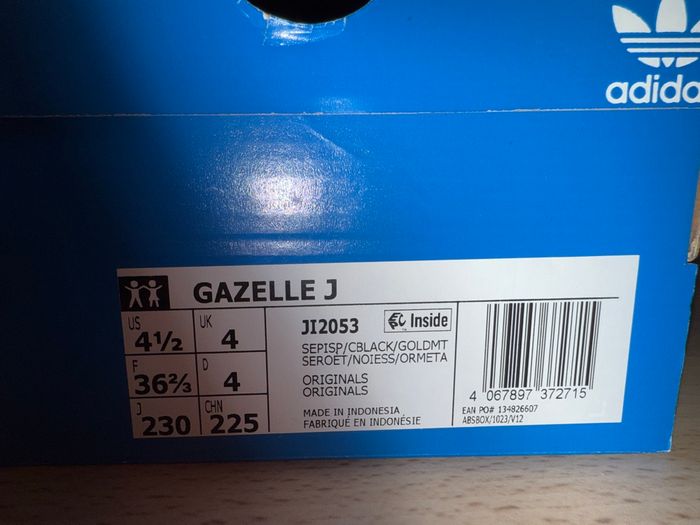 adidas
GAZELLE J
US 4½
UK 4
F 36⅔
D 4
J 230
CHN 225
JI2053
Inside
SEPISP/CBLACK/GOLDMT
SEROET/NOIESS/ORMETA
ORIGINALS
ORIGINALS
MADE IN INDONESIA
FABRIQUÉ EN INDONÉSIE
4 067897 372715
EAN PO# 134826607
ABSBOX/1023/V12